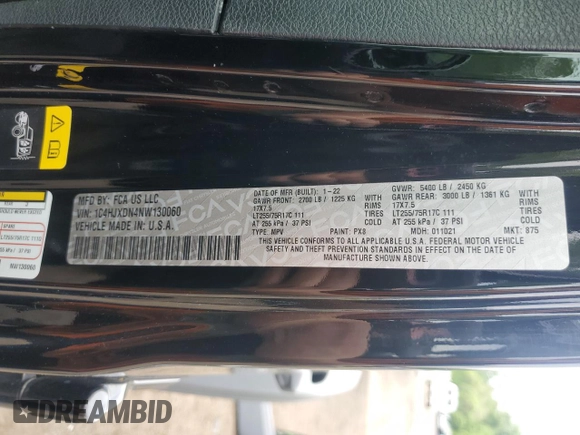 MFD BY: FCA US LLC
VIN: 1C4HJXDN4NW130060
VEHICLE MADE IN: U.S.A.
DATE OF MFR (BUILT): 1-22
GVWR: 5400 LB / 2450 KG
GAWR FRONT: 2700 LB / 1225 KG WITH
17X7.5 RIMS
LT255/75R17C 111 TIRES
AT 255 kPa / 37 PSI COLD
GAWR REAR: 3000 LB / 1361 KG WITH
17X7.5 RIMS
LT255/75R17C 111 TIRES
AT 255 kPa / 37 PSI COLD
TYPE: MPV PAINT: PX8 MDH: 011021 MKT: 875
THIS VEHICLE CONFORMS TO ALL APPLICABLE U.S.A. FEDERAL MOTOR VEHICLE
SAFETY AND THEFT PREVENTION STANDARDS IN EFFECT ON THE DATE OF
MANUFACTURE SHOWN ABOVE.
NW130060
DREAMBID